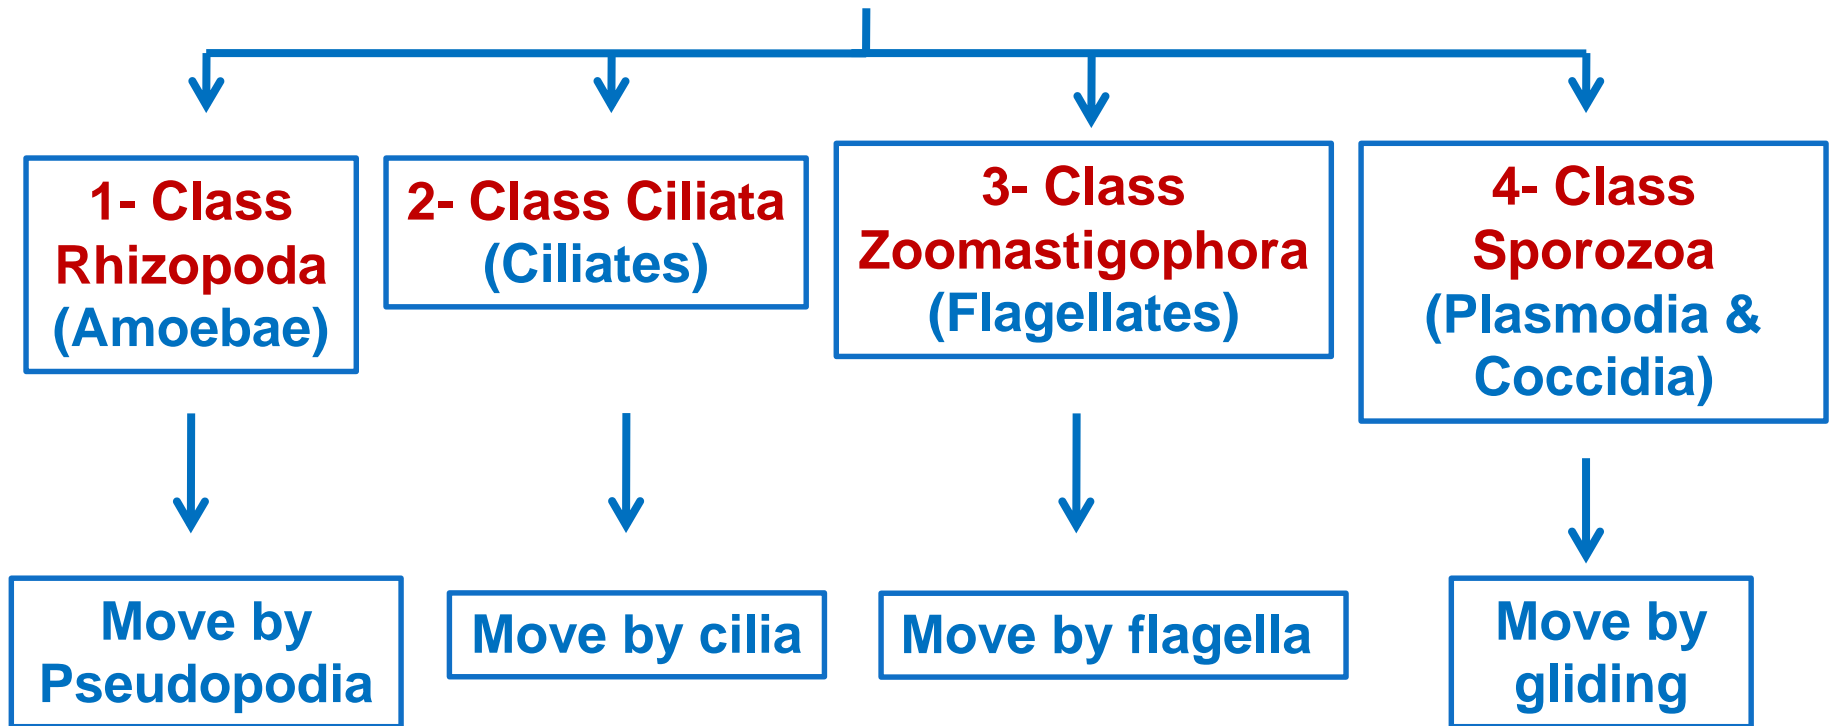 1- Class
Rhizopoda
(Amoebae)
2- Class Ciliata
(Ciliates)
3- Class
Zoomastigophora
(Flagellates)
4- Class
Sporozoa
(Plasmodia &
Coccidia)
Move by
Pseudopodia
Move by cilia
Move by flagella
Move by
gliding